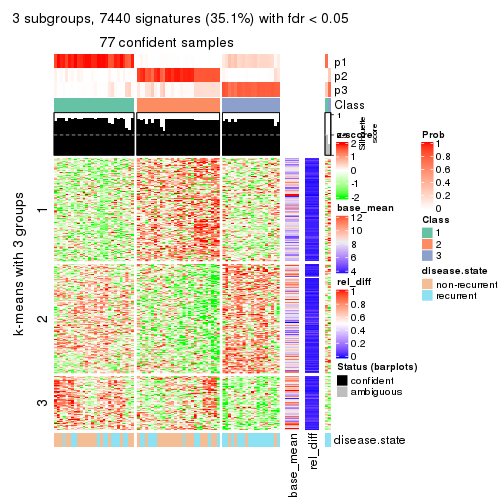 3 subgroups, 7440 signatures (35.1%) with fdr < 0.05
77 confident samples
p1
p2
p3
Class
1
Silhouette
score
k-means with 3 groups
1
2
3
base_mean
rel_diff
disease.state
z-score
2
1
0
-1
-2
base_mean
12
10
8
6
4
rel_diff
1
0.8
0.6
0.4
0.2
0
Status (barplots)
confident
ambiguous
Prob
1
0.8
0.6
0.4
0.2
0
Class
1
2
3
disease.state
non-recurrent
recurrent